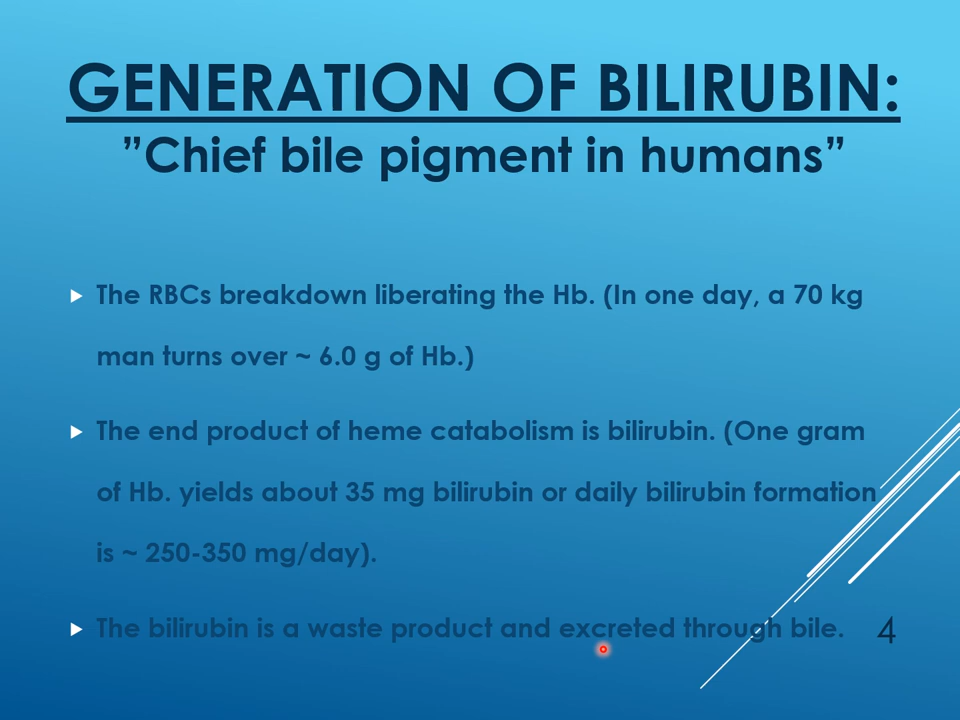 GENERATION OF BILIRUBIN:
”Chief bile pigment in humans”
The RBCs breakdown liberating the Hb. (In one day, a 70 kg
man turns over ~ 6.0 g of Hb.)
The end product of heme catabolism is bilirubin. (One gram
of Hb. yields about 35 mg bilirubin or daily bilirubin formation
is ~ 250-350 mg/day).
The bilirubin is a waste product and excreted through bile.
4